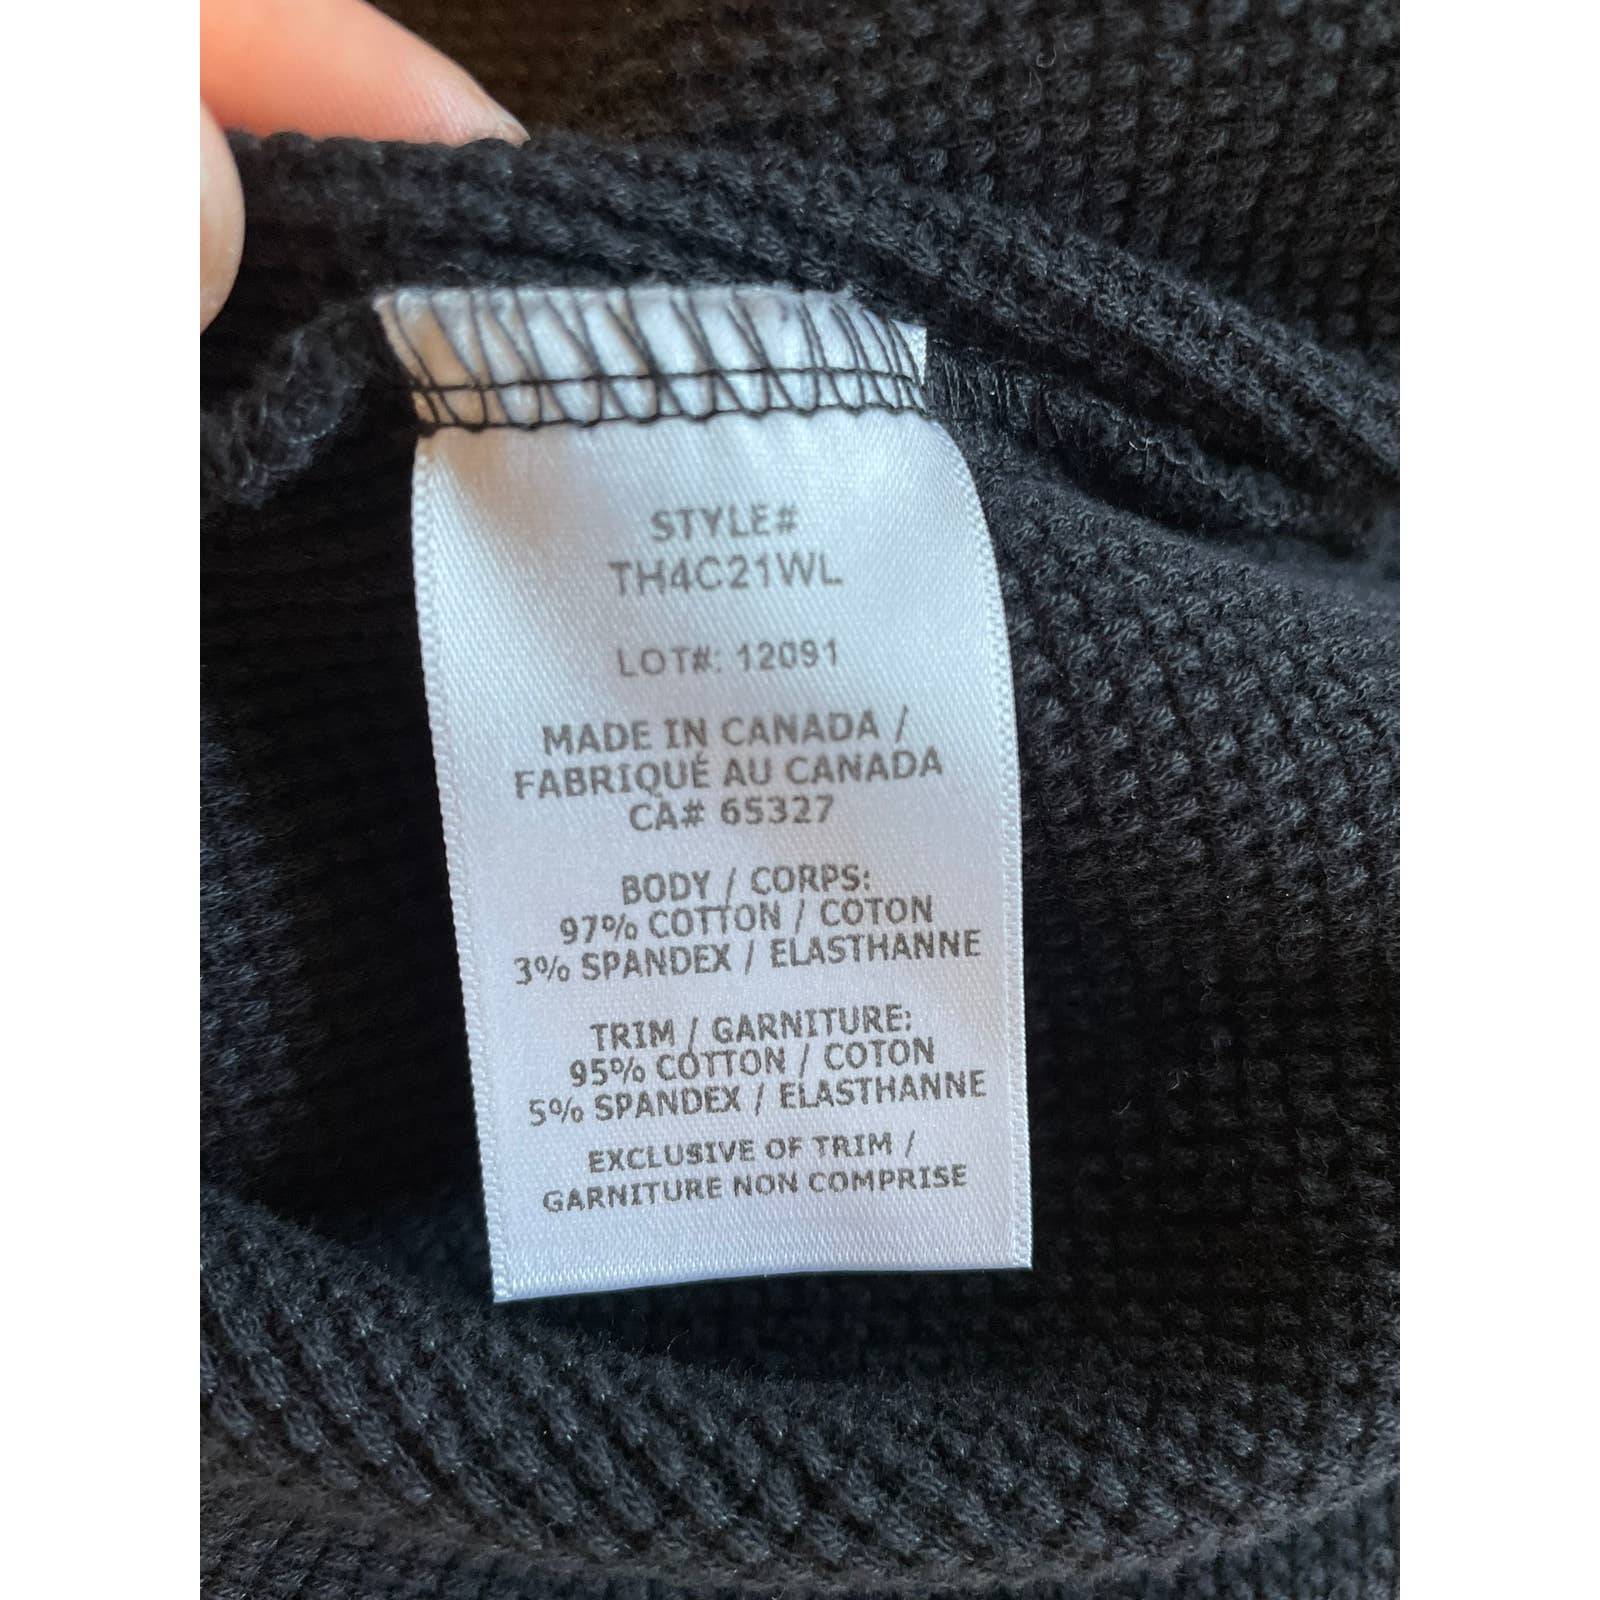 STYLE#
TH4C21WL
LOT#: 12091
MADE IN CANADA /
FABRIQUÉ AU CANADA
CA# 65327
BODY / CORPS:
97% COTTON / COTON
3% SPANDEX / ELASTHANNE
TRIM / GARNITURE:
95% COTTON / COTON
5% SPANDEX / ELASTHANNE
EXCLUSIVE OF TRIM /
GARNITURE NON COMPRISE